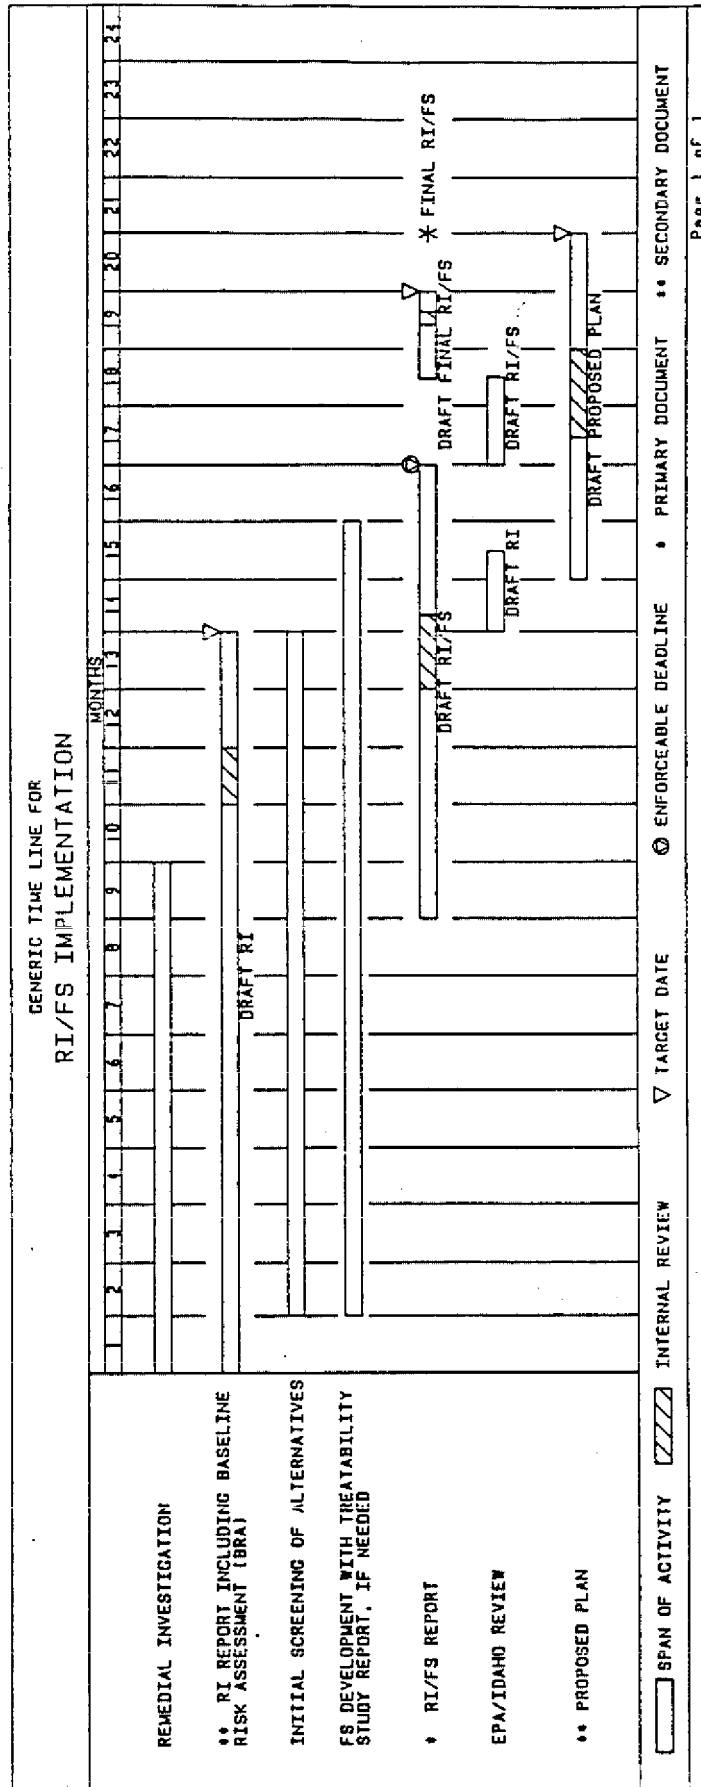 GENERIC TIME LINE FOR
RI/FS IMPLEMENTATION
MONTHS
1 2 3 4 5 6 7 8 9 10 11 12 13 14 15 16 17 18 19 20 21 22 23 24
REMEDIAL INVESTIGATION
** RI REPORT INCLUDING BASELINE
RISK ASSESSMENT (BRA)
DRAFT RI
INITIAL SCREENING OF ALTERNATIVES
FS DEVELOPMENT WITH TREATABILITY
STUDY REPORT, IF NEEDED
* RI/FS REPORT
DRAFT RI/FS
DRAFT FINAL RI/FS
* FINAL RI/FS
EPA/IDAHO REVIEW
DRAFT RI
DRAFT RI/FS
** PROPOSED PLAN
DRAFT PROPOSED PLAN
SPAN OF ACTIVITY
INTERNAL REVIEW
TARGET DATE
ENFORCEABLE DEADLINE
* PRIMARY DOCUMENT
** SECONDARY DOCUMENT
Page 1 of 1